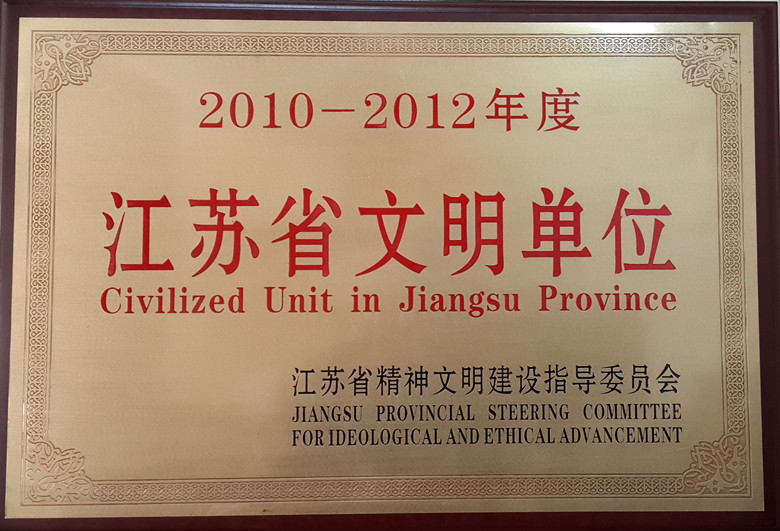 2010－2012年度
江苏省文明单位
Civilized Unit in Jiangsu Province
江苏省精神文明建设指导委员会
JIANGSU PROVINCIAL STEERING COMMITTEE
FOR IDEOLOGICAL AND ETHICAL ADVANCEMENT